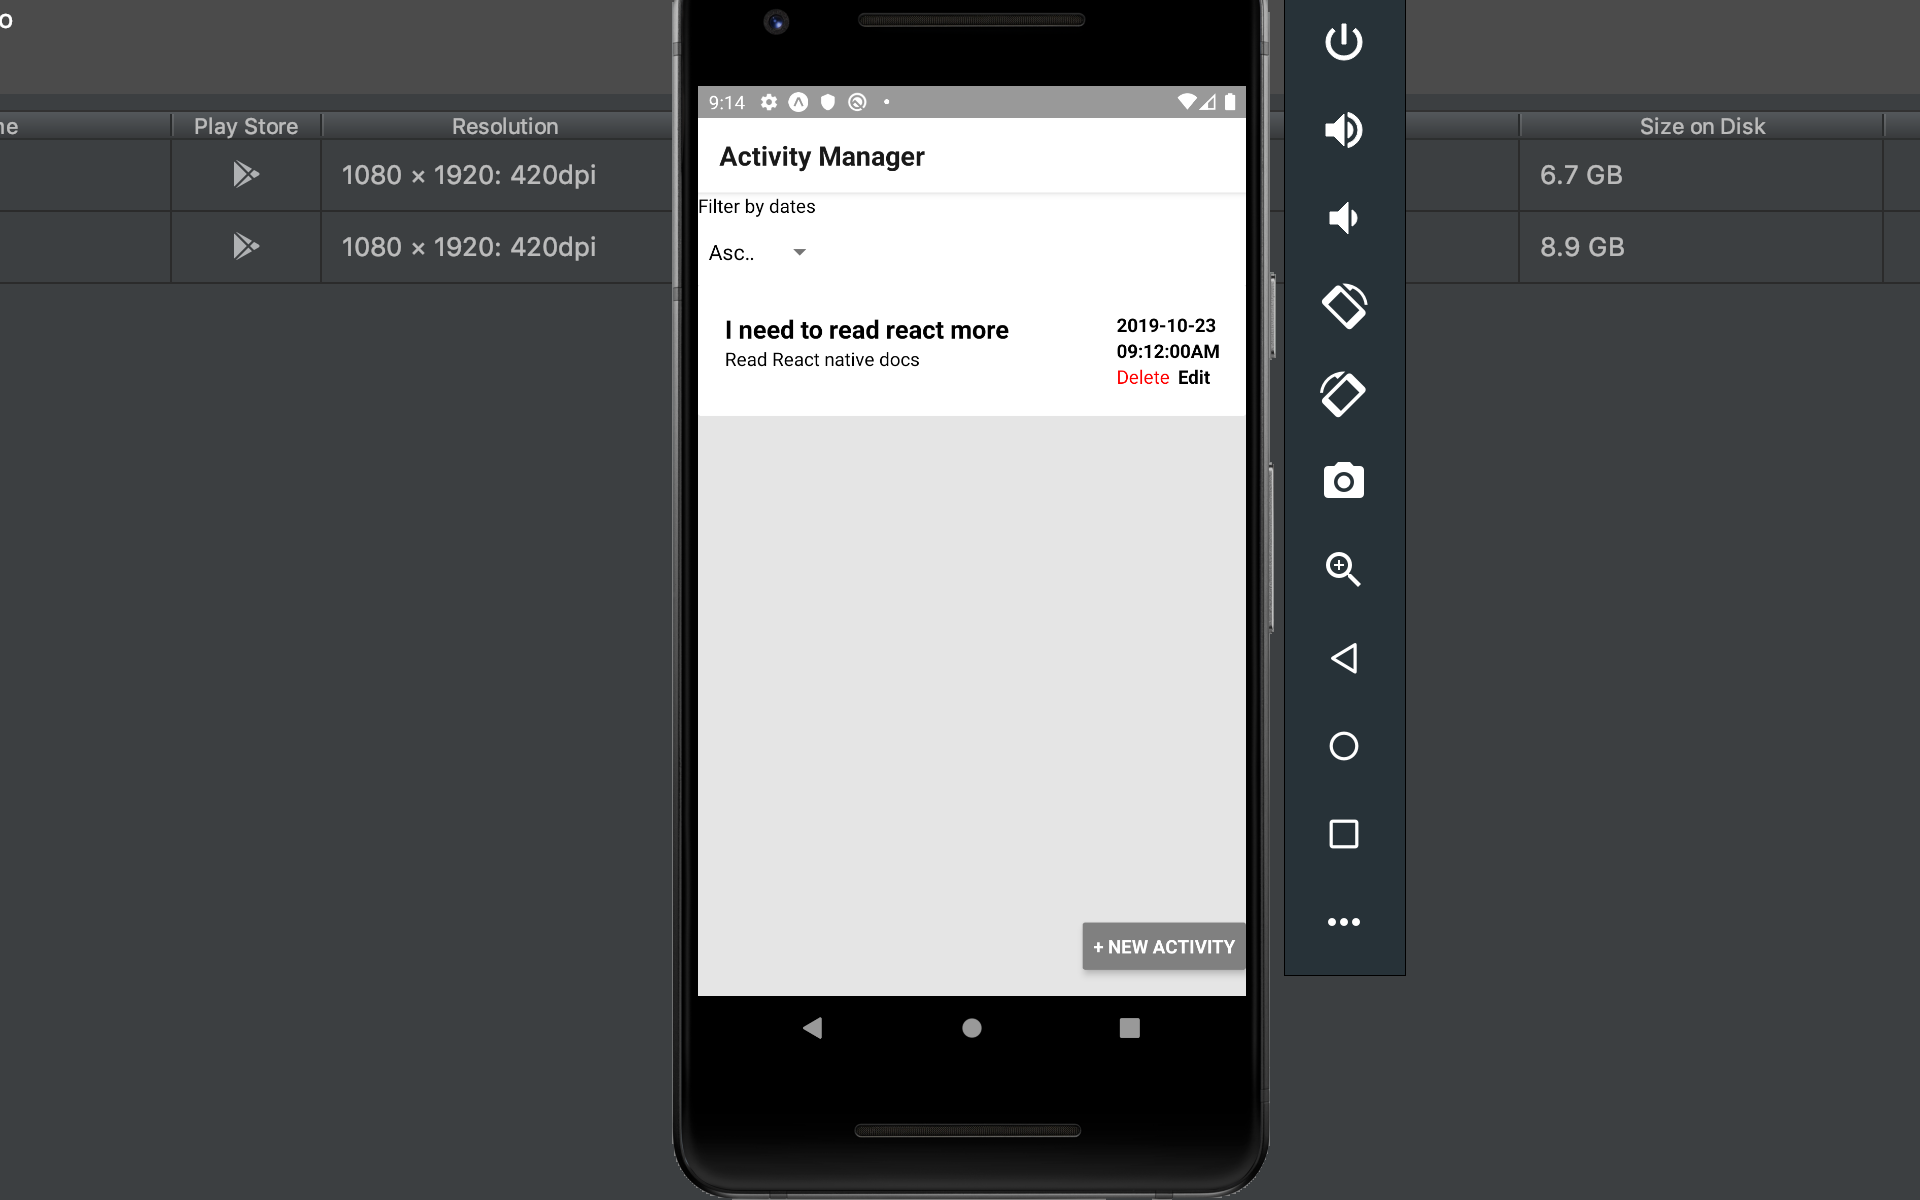 Play Store
Resolution
Size on Disk
1080 × 1920: 420dpi
6.7 GB
1080 × 1920: 420dpi
8.9 GB
9:14
Activity Manager
Filter by dates
Asc..
I need to read react more
Read React native docs
2019-10-23
09:12:00AM
Delete Edit
+ NEW ACTIVITY